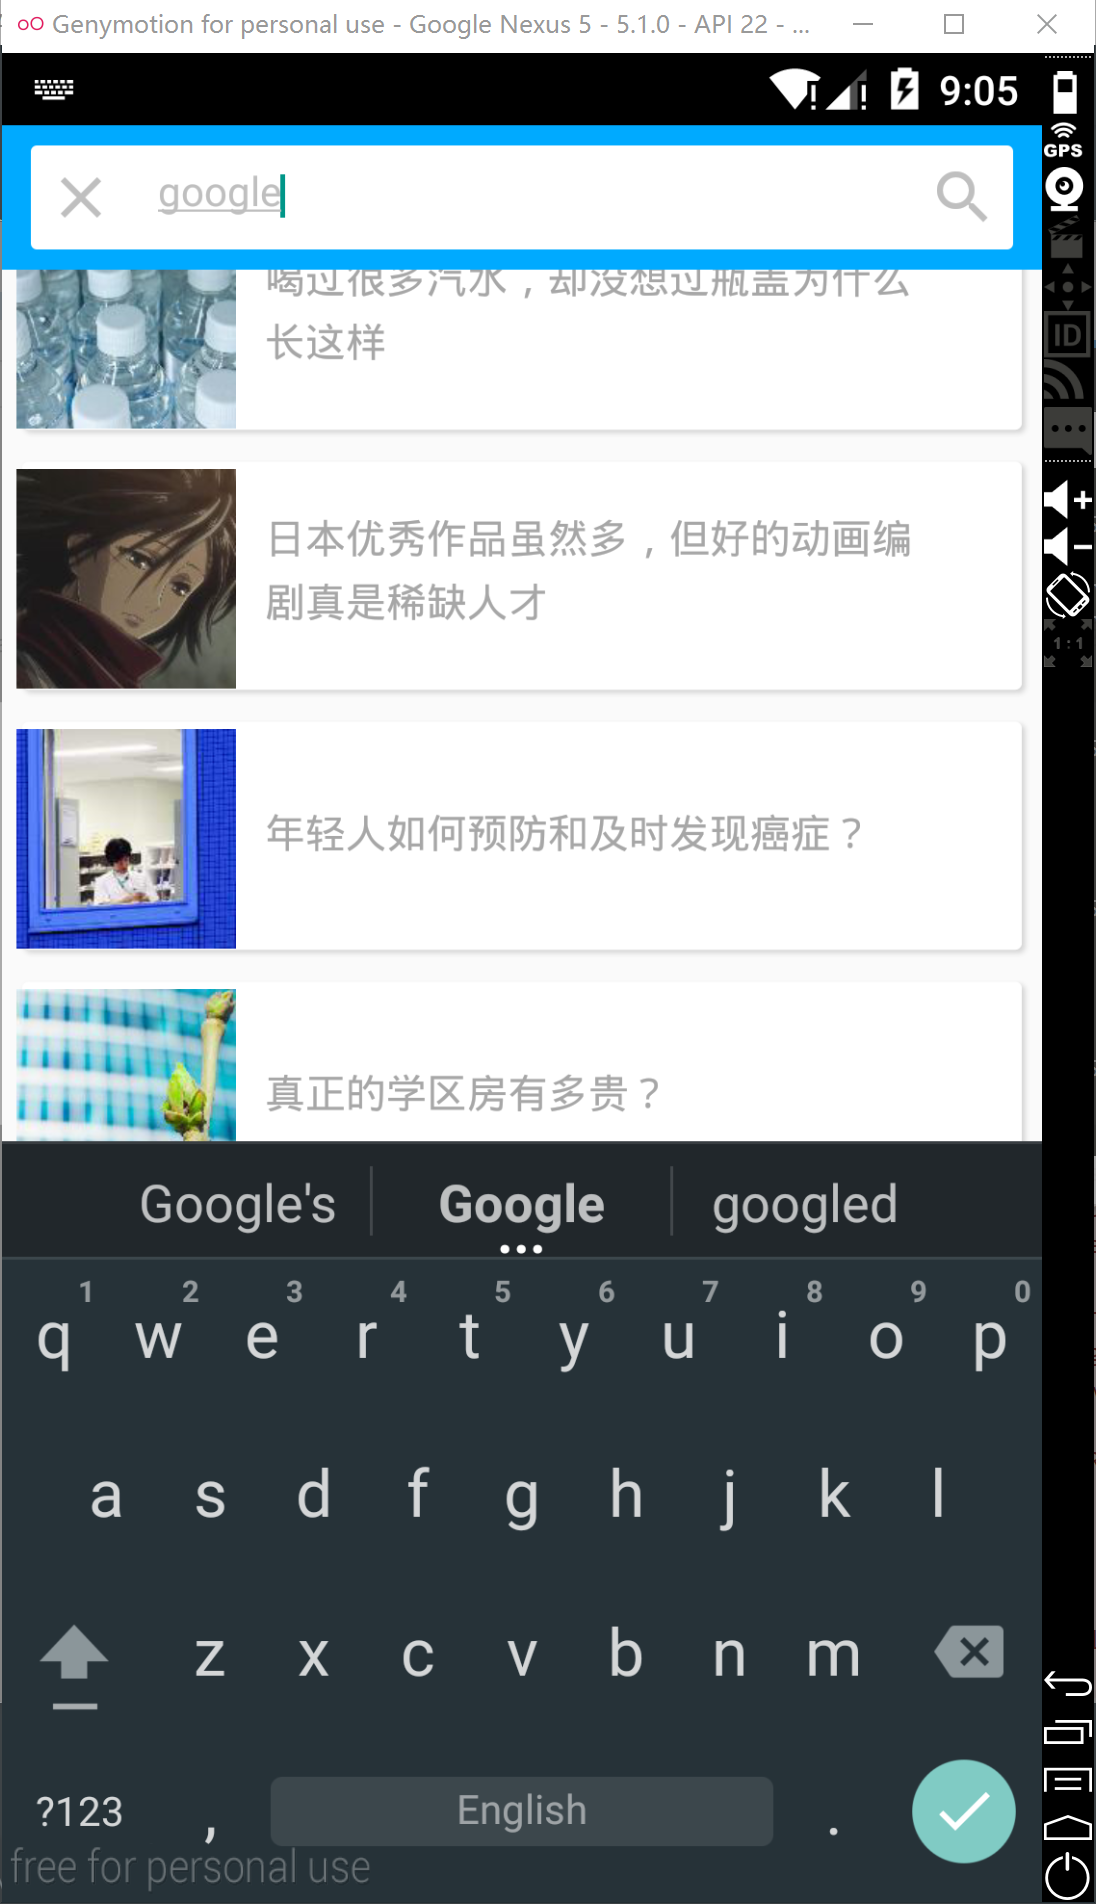 Genymotion for personal use - Google Nexus 5 - 5.1.0 - API 22 - ...
9:05
GPS
google
喝过很多汽水，却没想过瓶盖为什么
长这样
ID
日本优秀作品虽然多，但好的动画编
剧真是稀缺人才
1:1
年轻人如何预防和及时发现癌症？
真正的学区房有多贵？
Google's Google googled
1 2 3 4 5 6 7 8 9 0
q w e r t y u i o p
a s d f g h j k l
z x c v b n m
?123 , English .
free for personal use